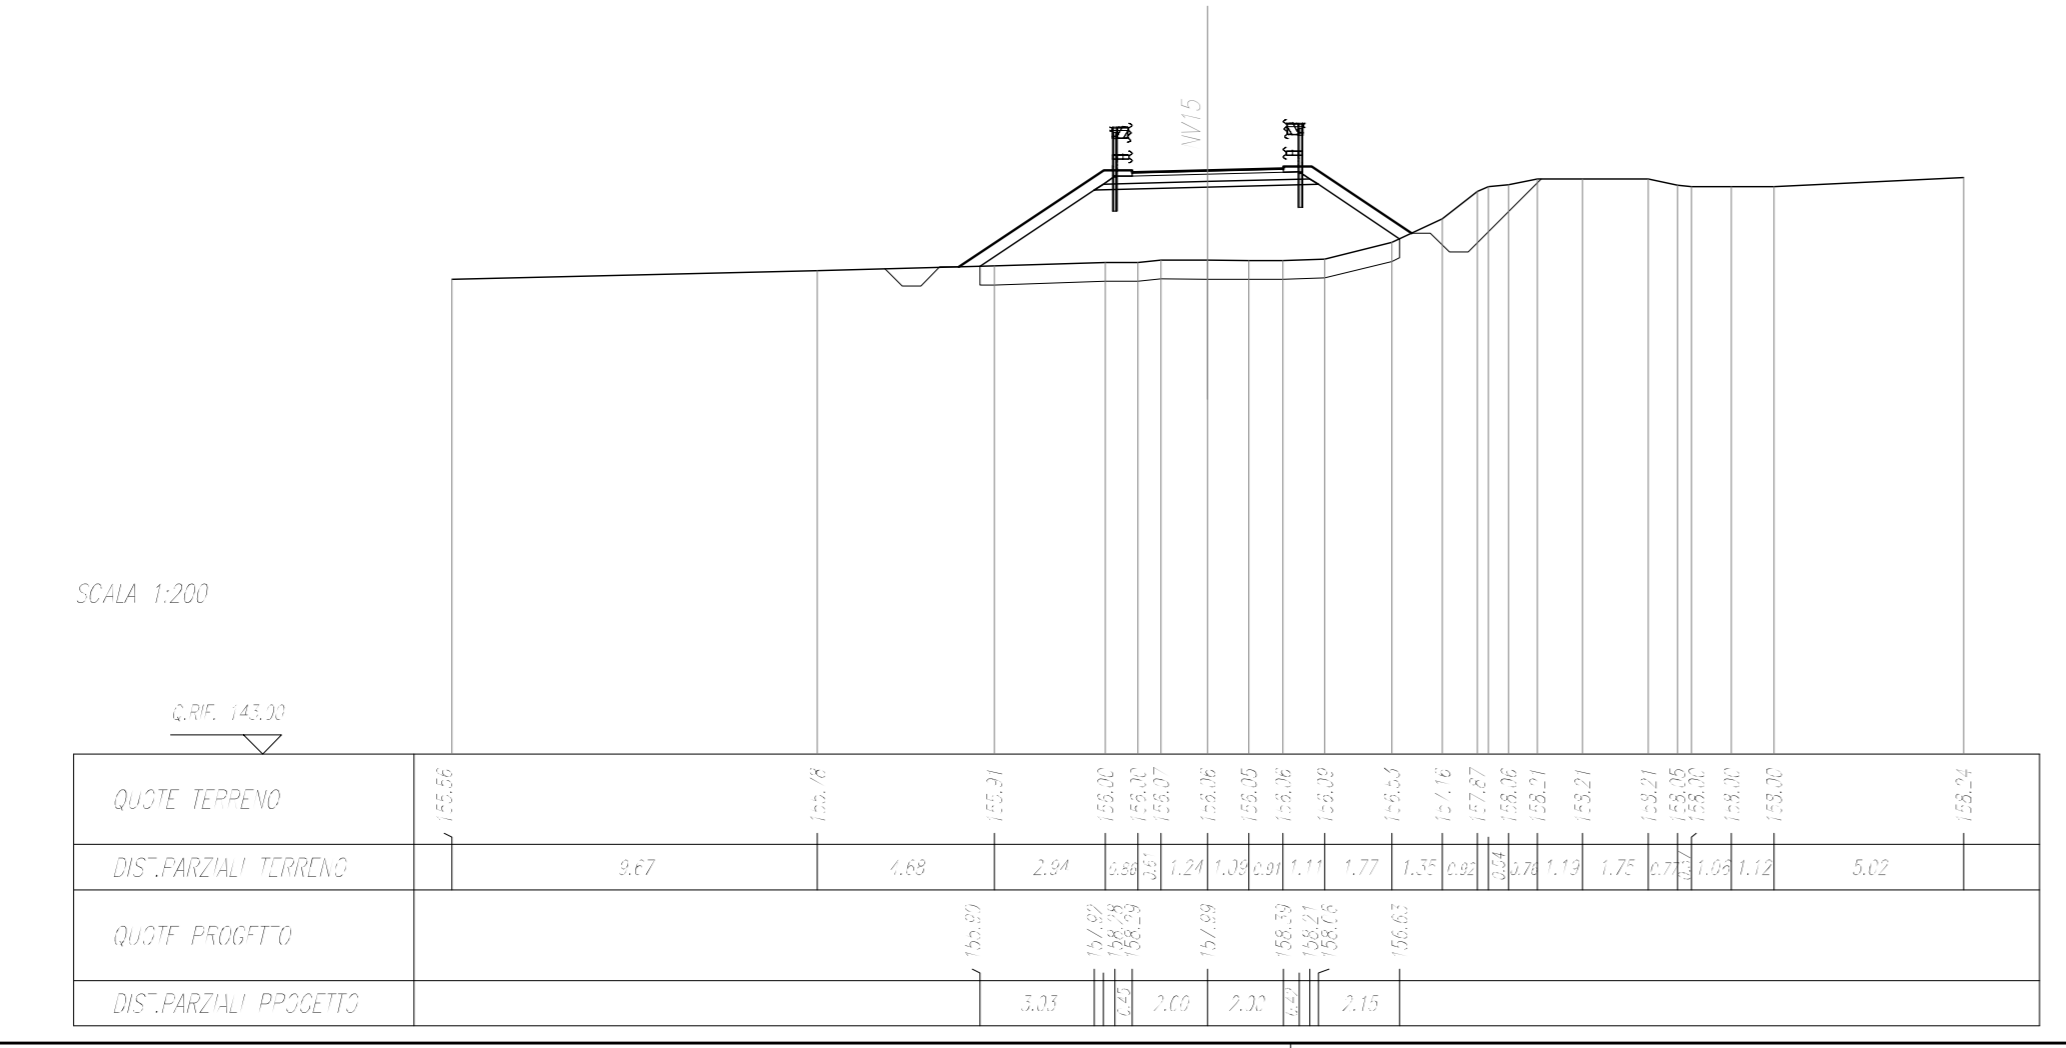 VV15
SCALA 1:200
Q.RIF. 143.00
QUOTE TERRENO 155.56 155.78 155.91 156.00 156.00 156.07 156.06 156.05 156.06 156.09 156.53 157.16 157.87 158.06 158.21 158.21 158.21 158.05 158.00 158.00 158.00 158.24
DIST.PARZIALI TERRENO 9.67 4.68 2.94 0.86 0.61 1.24 1.09 0.91 1.11 1.77 1.35 0.92 0.54 0.76 1.19 1.75 0.77 0.37 1.06 1.12 5.02
QUOTE PROGETTO 155.90 157.92 158.29 157.99 158.39 158.21 158.06 156.63
DIST.PARZIALI PROGETTO 3.03 0.45 2.00 2.00 0.42 2.15